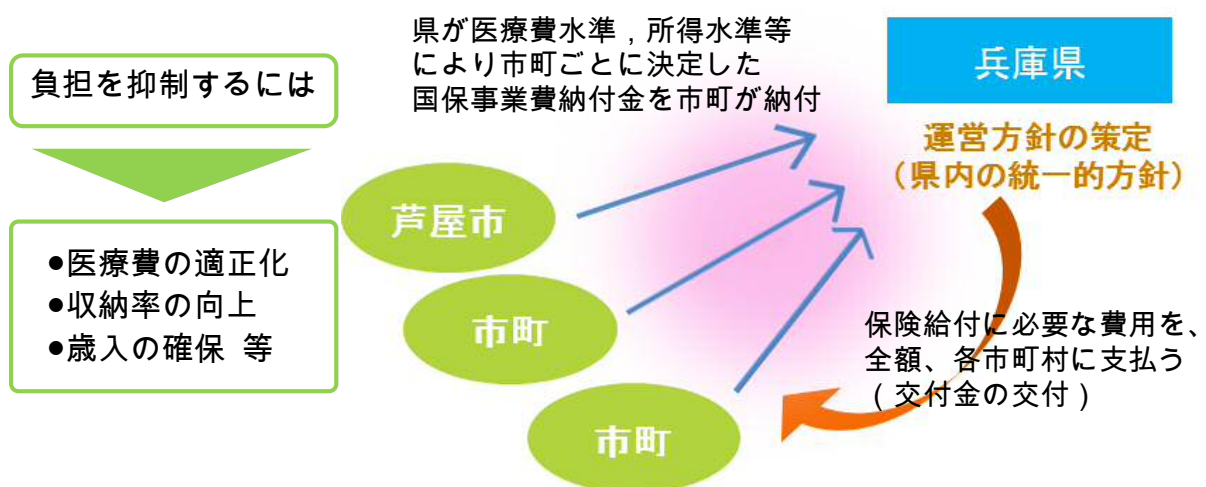 負担を抑制するには
●医療費の適正化
●収納率の向上
●歳入の確保 等
県が医療費水準，所得水準等
により市町ごとに決定した
国保事業費納付金を市町が納付
兵庫県
運営方針の策定
（県内の統一的方針）
芦屋市
市町
市町
保険給付に必要な費用を、
全額、各市町村に支払う
（交付金の交付）